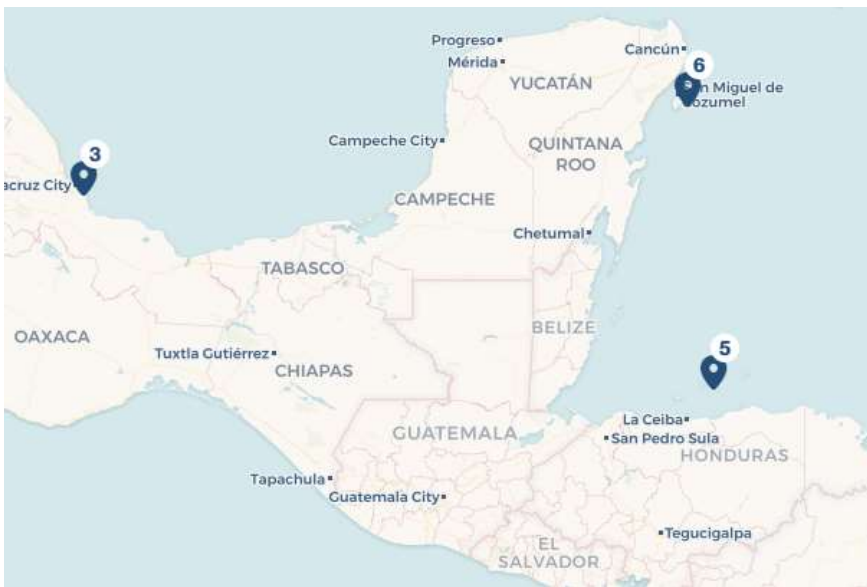 Progreso
Cancún
6
Mérida
YUCATÁN
n Miguel de
ozumel
3
Campeche City
QUINTANA
ROO
acruz City
CAMPECHE
Chetumal
TABASCO
BELIZE
OAXACA
5
Tuxtla Gutiérrez
CHIAPAS
La Ceiba
GUATEMALA
San Pedro Sula
HONDURAS
Tapachula
Guatemala City
Tegucigalpa
EL
SALVADOR